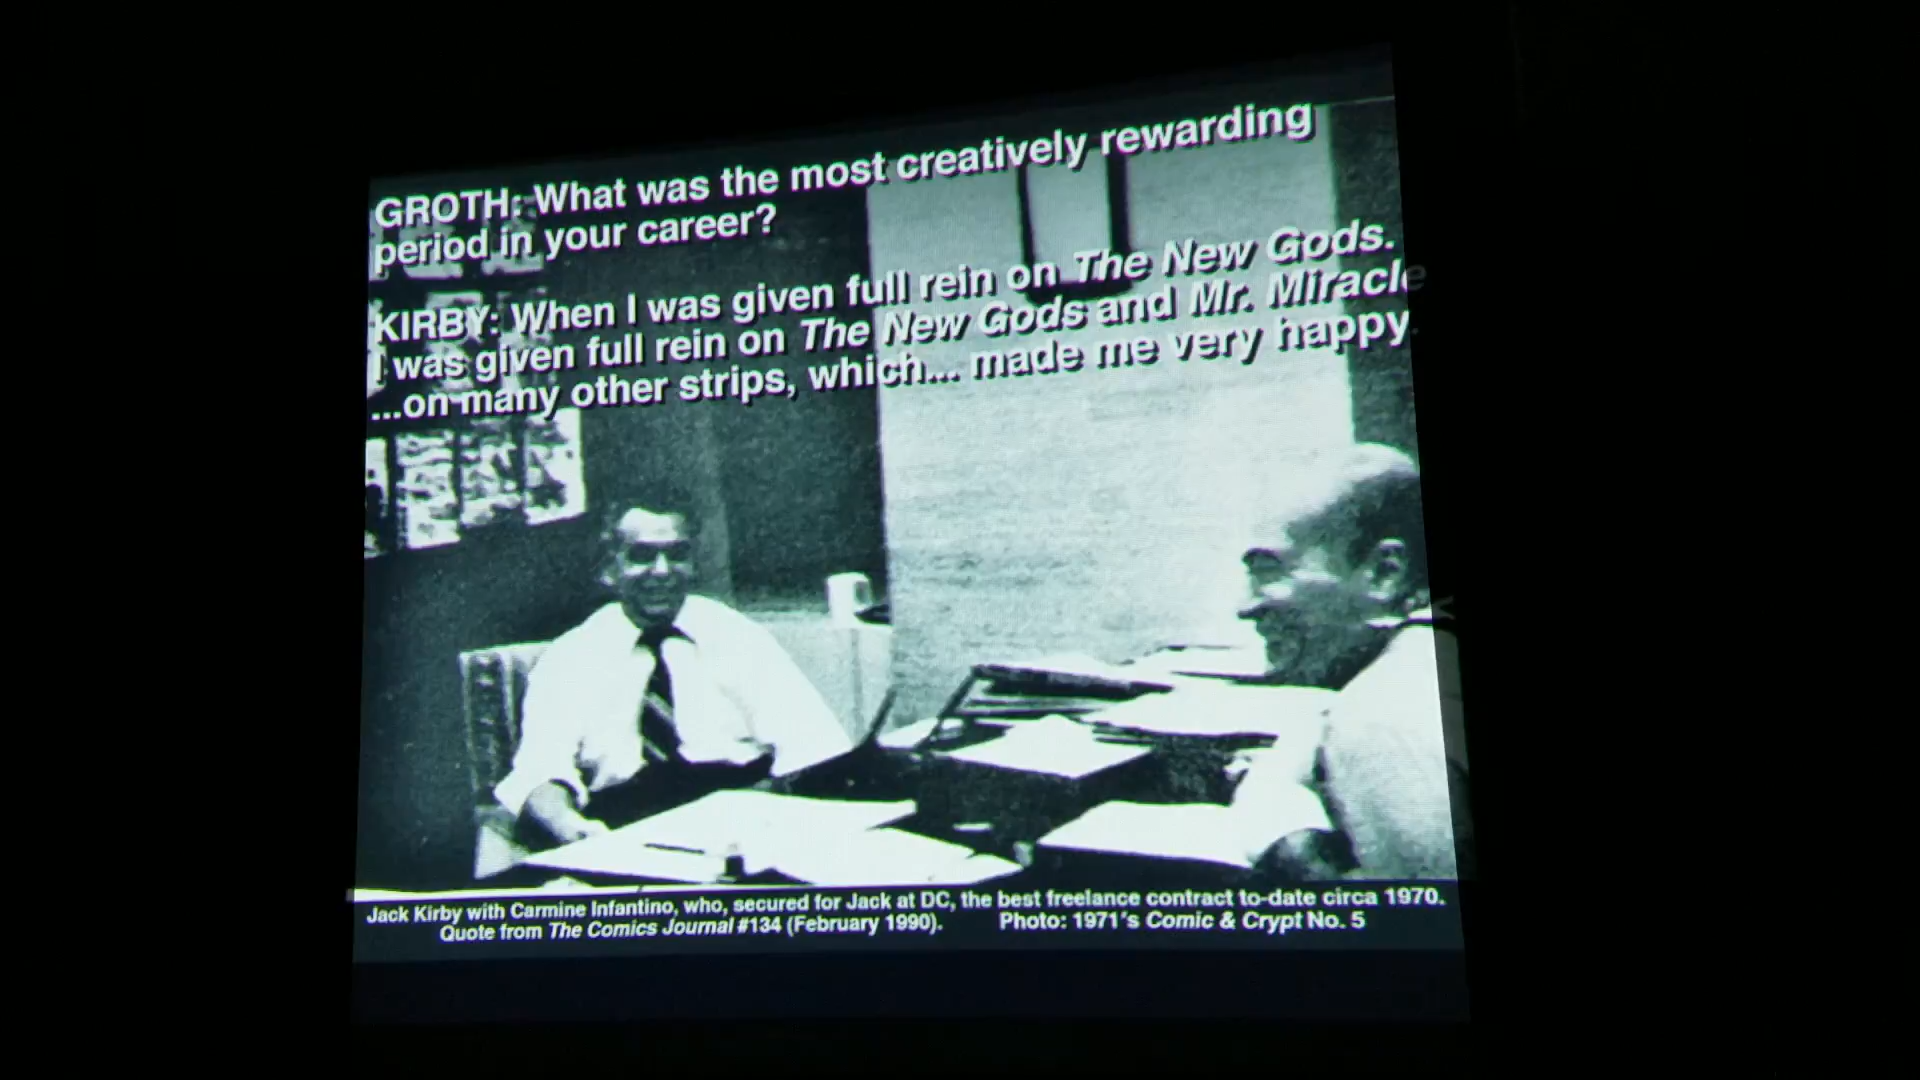 GROTH: What was the most creatively rewarding
period in your career?
KIRBY: When I was given full rein on The New Gods.
I was given full rein on The New Gods and Mr. Miracle
...on many other strips, which... made me very happy.
Jack Kirby with Carmine Infantino, who, secured for Jack at DC, the best freelance contract to-date circa 1970.
Quote from The Comics Journal #134 (February 1990). Photo: 1971's Comic & Crypt No. 5